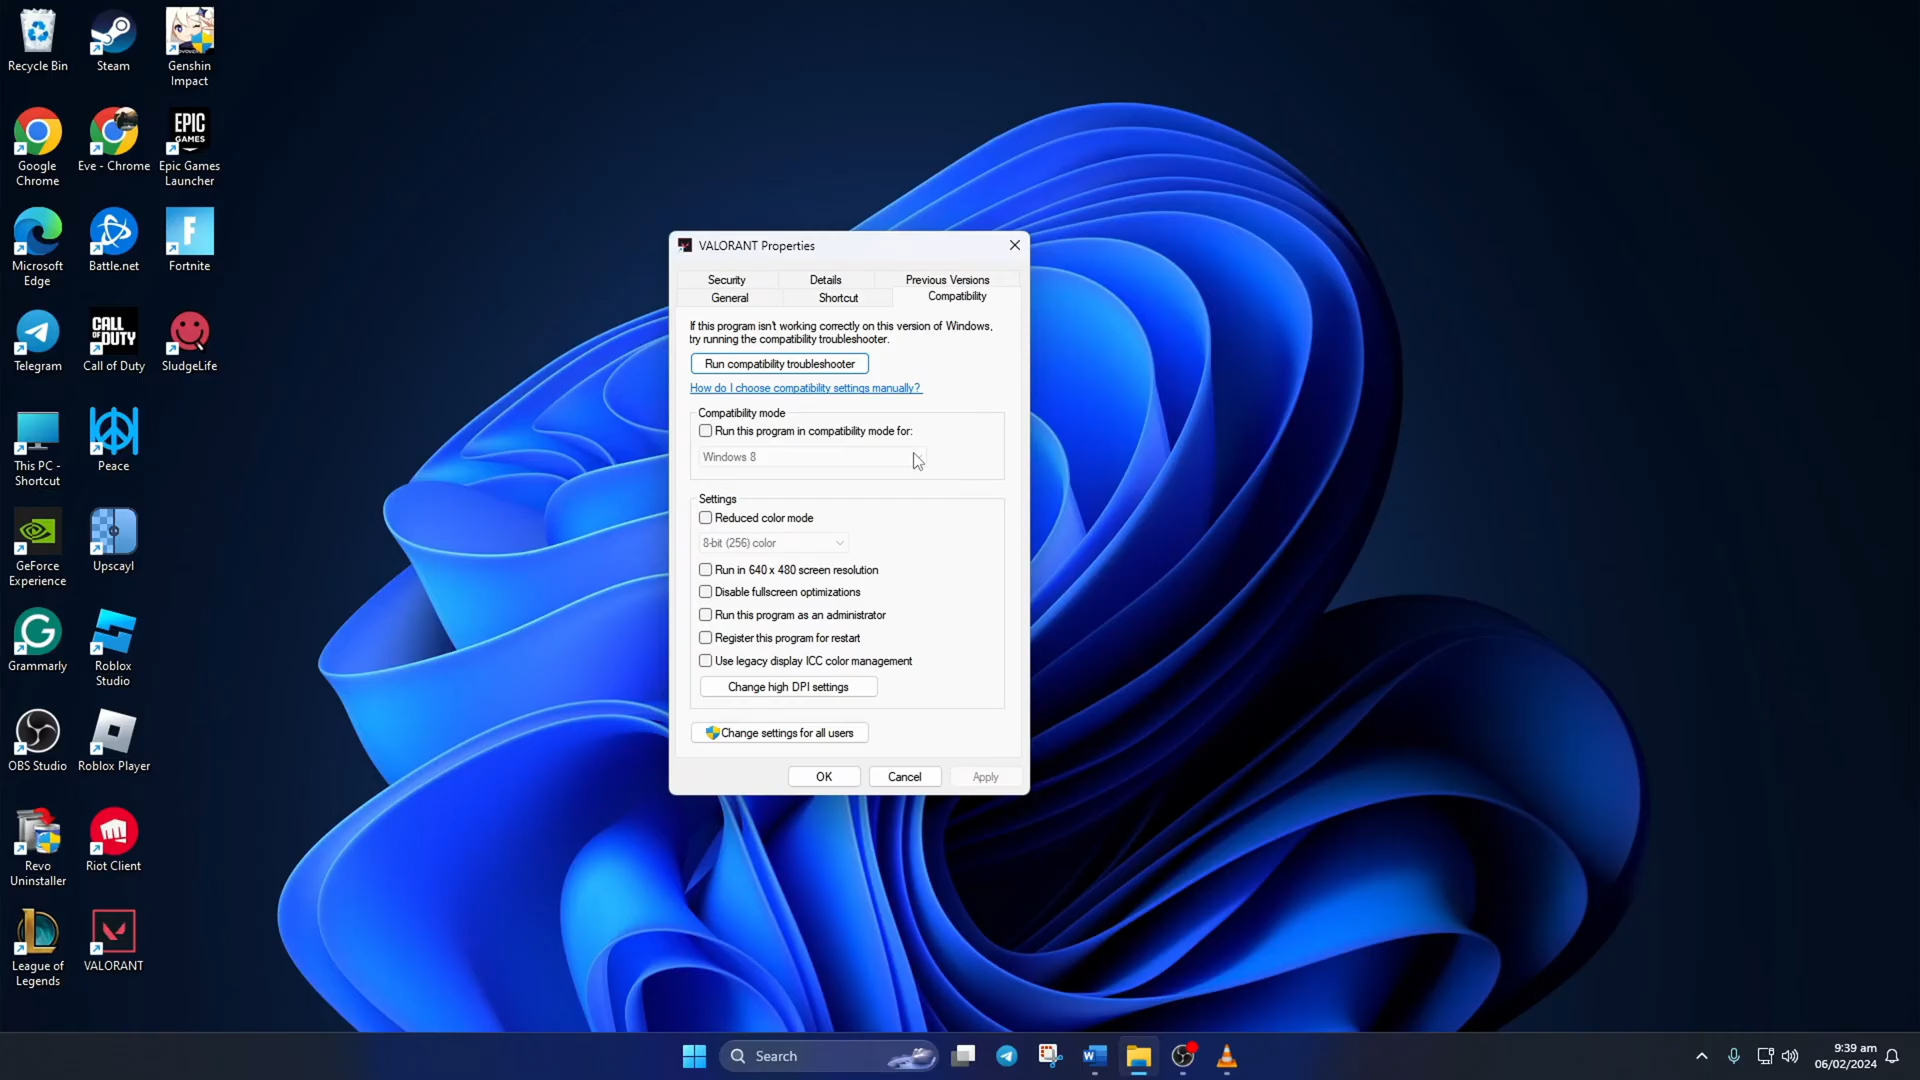 Recycle Bin
Steam
Genshin
Impact
Google
Chrome
Eve - Chrome
EPIC
GAMES
Epic Games
Launcher
Microsoft
Edge
Battle.net
F
Fortnite
Telegram
CALL
OF
DUTY
Call of Duty
SludgeLife
This PC -
Shortcut
Peace
GeForce
Experience
Upscayl
Grammarly
Roblox
Studio
OBS Studio
Roblox Player
Revo
Uninstaller
Riot Client
League of
Legends
VALORANT
VALORANT Properties
Security
Details
Previous Versions
General
Shortcut
Compatibility
If this program isn't working correctly on this version of Windows,
try running the compatibility troubleshooter.
Run compatibility troubleshooter
How do I choose compatibility settings manually?
Compatibility mode
Run this program in compatibility mode for:
Windows 8
Settings
Reduced color mode
8-bit (256) color
Run in 640 x 480 screen resolution
Disable fullscreen optimizations
Run this program as an administrator
Register this program for restart
Use legacy display ICC color management
Change high DPI settings
Change settings for all users
OK
Cancel
Apply
Search
9:39 am
06/02/2024